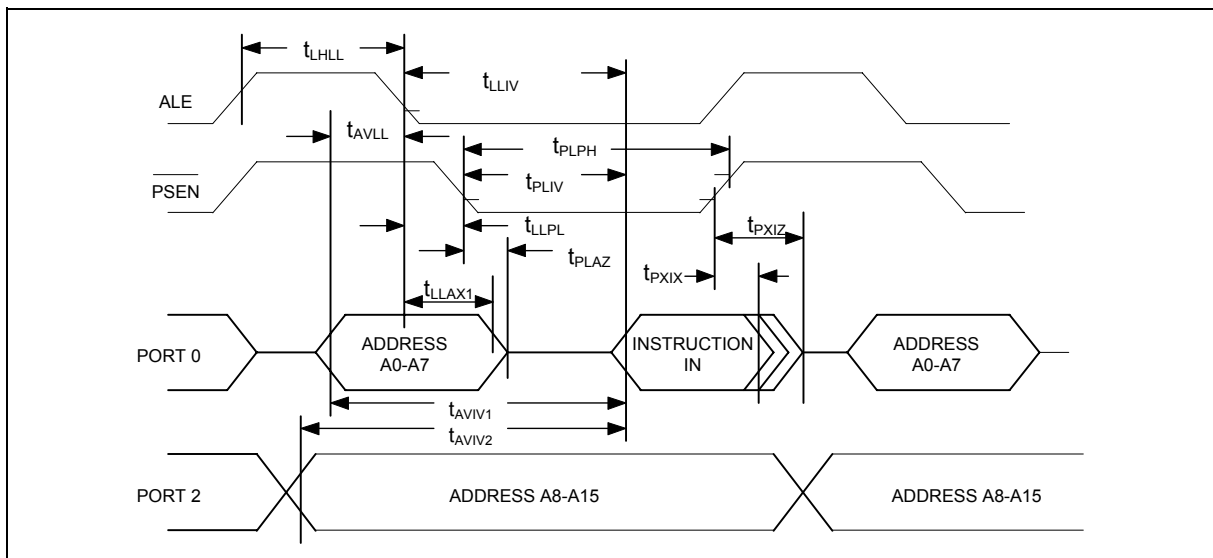 tLHLL
tLLIV
ALE
tAVLL
tPLPH
PSEN
tPLIV
tLLPL
tPXIZ
tPLAZ
tPXIX
tLLAX1
PORT 0
ADDRESS
A0-A7
INSTRUCTION
IN
ADDRESS
A0-A7
tAVIV1
tAVIV2
PORT 2
ADDRESS A8-A15
ADDRESS A8-A15